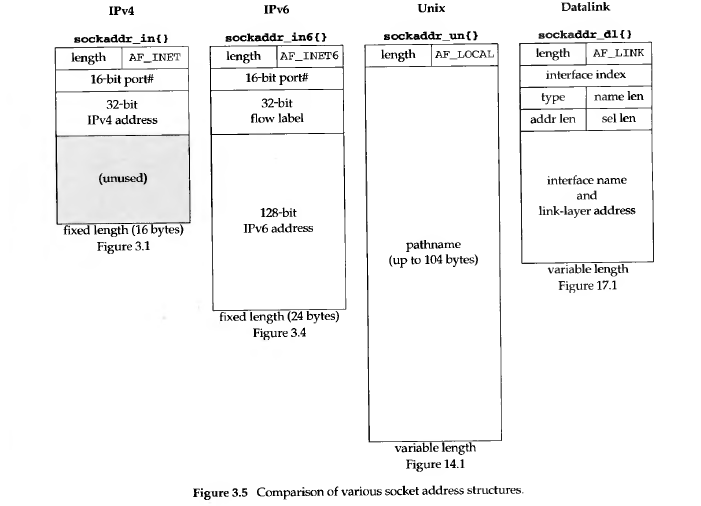 IPv4
sockaddr_in{}
length AF_INET
16-bit port#
32-bit
IPv4 address
(unused)
fixed length (16 bytes)
Figure 3.1
IPv6
sockaddr_in6{}
length AF_INET6
16-bit port#
32-bit
flow label
128-bit
IPv6 address
fixed length (24 bytes)
Figure 3.4
Unix
sockaddr_un{}
length AF_LOCAL
pathname
(up to 104 bytes)
variable length
Figure 14.1
Datalink
sockaddr_dl{}
length AF_LINK
interface index
type name len
addr len sel len
interface name
and
link-layer address
variable length
Figure 17.1
Figure 3.5 Comparison of various socket address structures.